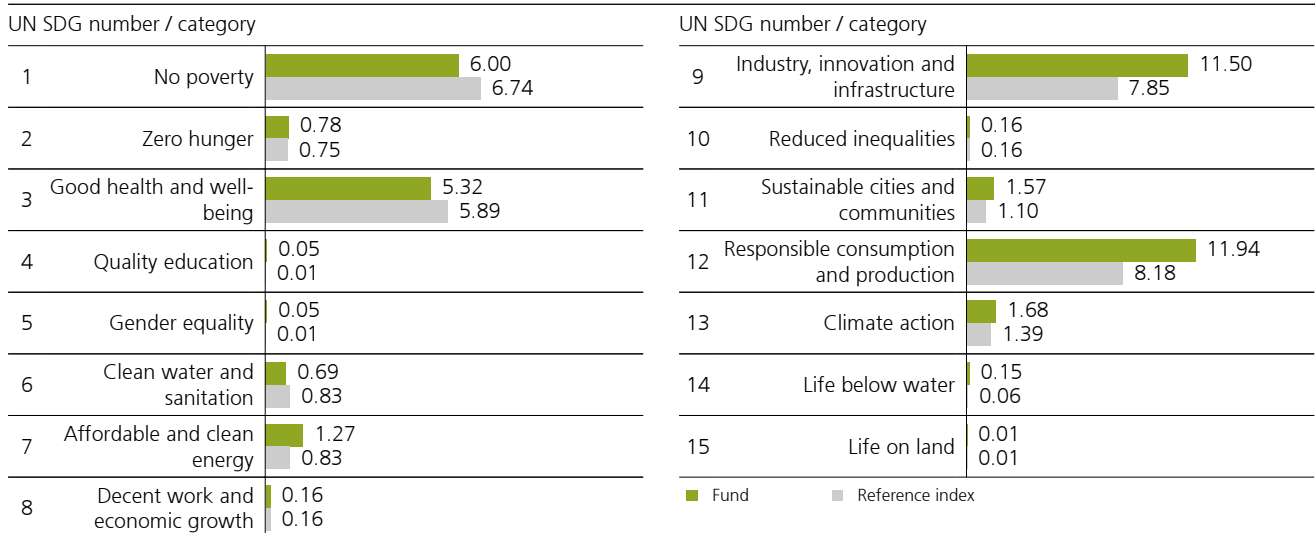 UN SDG number / category
1 No poverty 6.00
6.74
2 Zero hunger 0.78
0.75
3 Good health and well-
being 5.32
5.89
4 Quality education 0.05
0.01
5 Gender equality 0.05
0.01
6 Clean water and
sanitation 0.69
0.83
7 Affordable and clean
energy 1.27
0.83
8 Decent work and
economic growth 0.16
0.16
UN SDG number / category
9 Industry, innovation and
infrastructure 11.50
7.85
10 Reduced inequalities 0.16
0.16
11 Sustainable cities and
communities 1.57
1.10
12 Responsible consumption
and production 11.94
8.18
13 Climate action 1.68
1.39
14 Life below water 0.15
0.06
15 Life on land 0.01
0.01
Fund Reference index